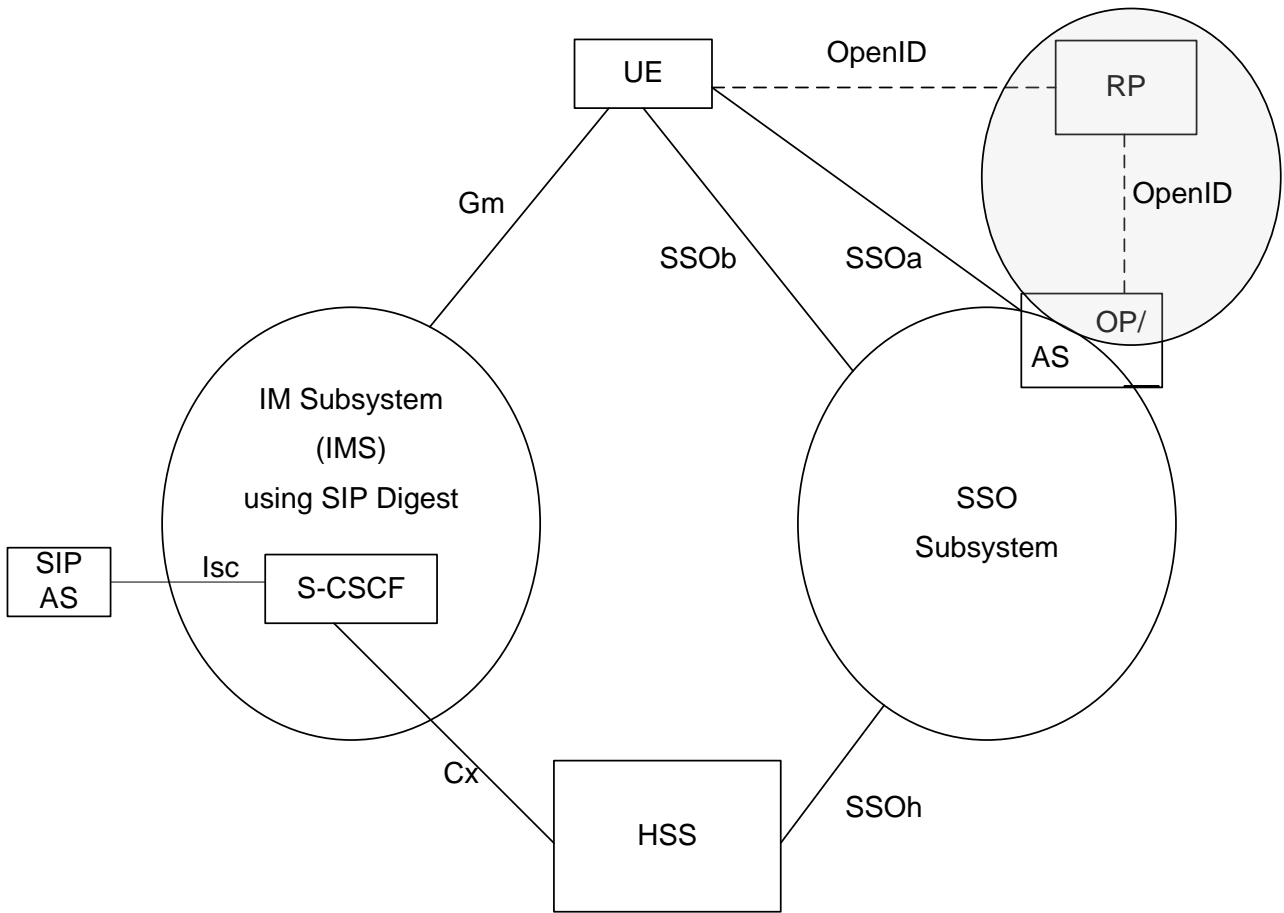 OpenID
UE
RP
OpenID
Gm
SSOb
SSOa
OP/
AS
IM Subsystem
(IMS)
using SIP Digest
SSO
Subsystem
SIP
AS
Isc
S-CSCF
Cx
SSOh
HSS